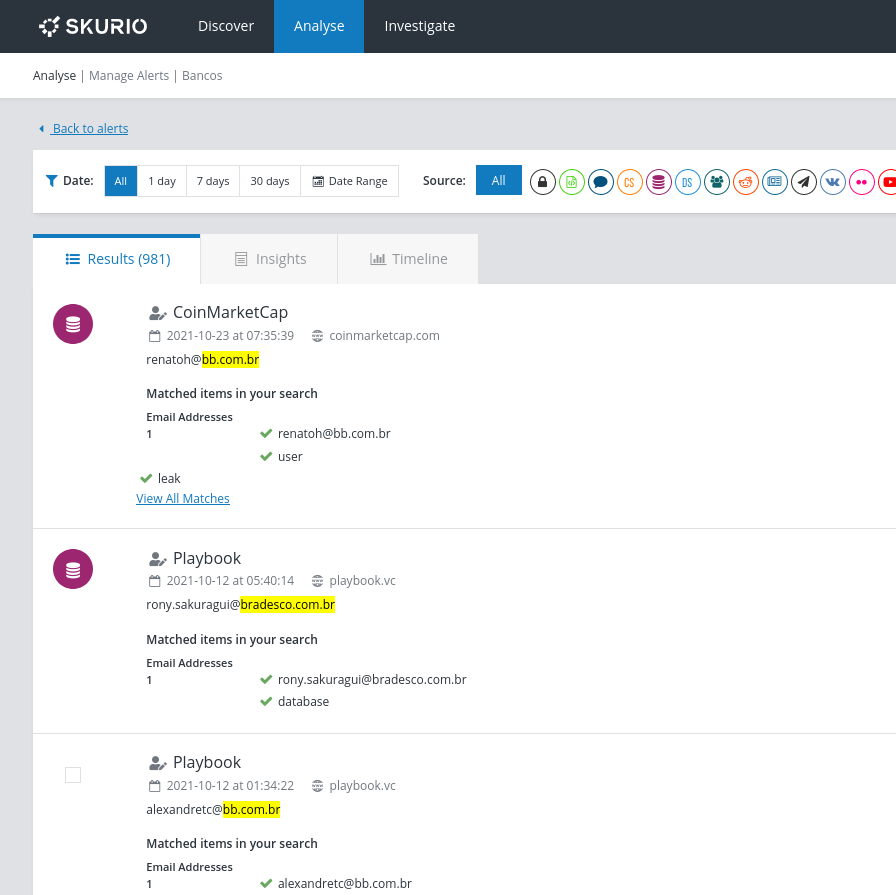 SKURIO Discover Analyse Investigate
Analyse | Manage Alerts | Bancos
Back to alerts
Date: All 1 day 7 days 30 days Date Range Source: All CS DS
Results (981) Insights Timeline
CoinMarketCap
2021-10-23 at 07:35:39 coinmarketcap.com
renatoh@bb.com.br
Matched items in your search
Email Addresses
1 renatoh@bb.com.br
user
leak
View All Matches
Playbook
2021-10-12 at 05:40:14 playbook.vc
rony.sakuragui@bradesco.com.br
Matched items in your search
Email Addresses
1 rony.sakuragui@bradesco.com.br
database
Playbook
2021-10-12 at 01:34:22 playbook.vc
alexandretc@bb.com.br
Matched items in your search
Email Addresses
1 alexandretc@bb.com.br